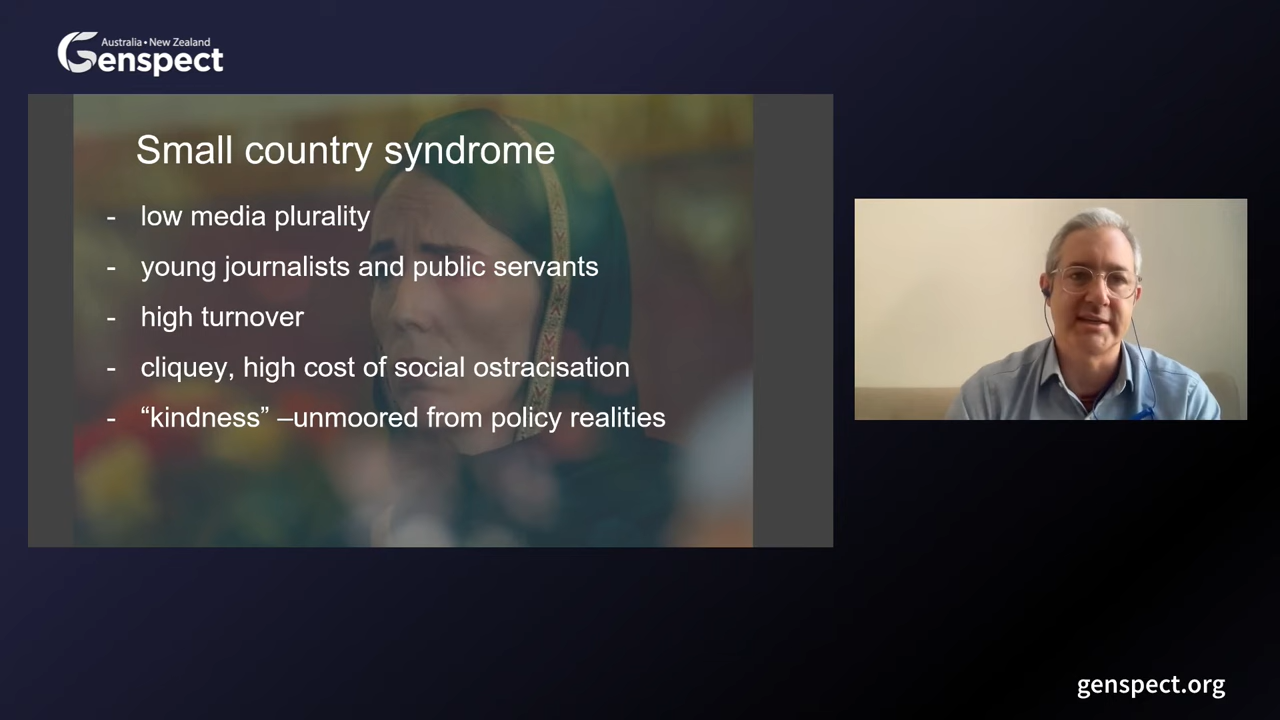 Australia • New Zealand
Genspect
Small country syndrome
- low media plurality
- young journalists and public servants
- high turnover
- cliquey, high cost of social ostracisation
- “kindness” –unmoored from policy realities
genspect.org